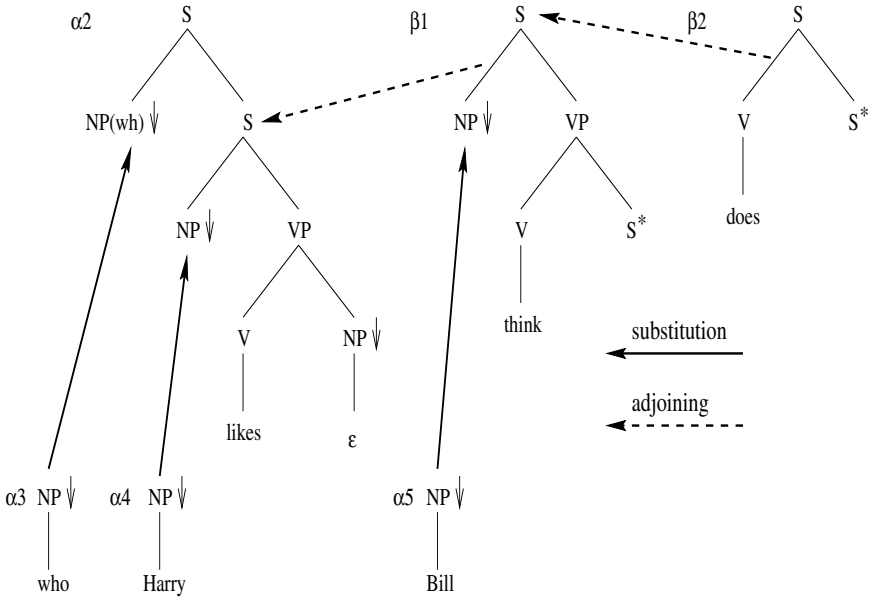 α2 S β1 S β2 S
NP(wh)↓ S NP↓ VP V S*
NP↓ VP V S* does
V NP↓ think substitution
likes ε adjoining
α3 NP↓ α4 NP↓ α5 NP↓
who Harry Bill